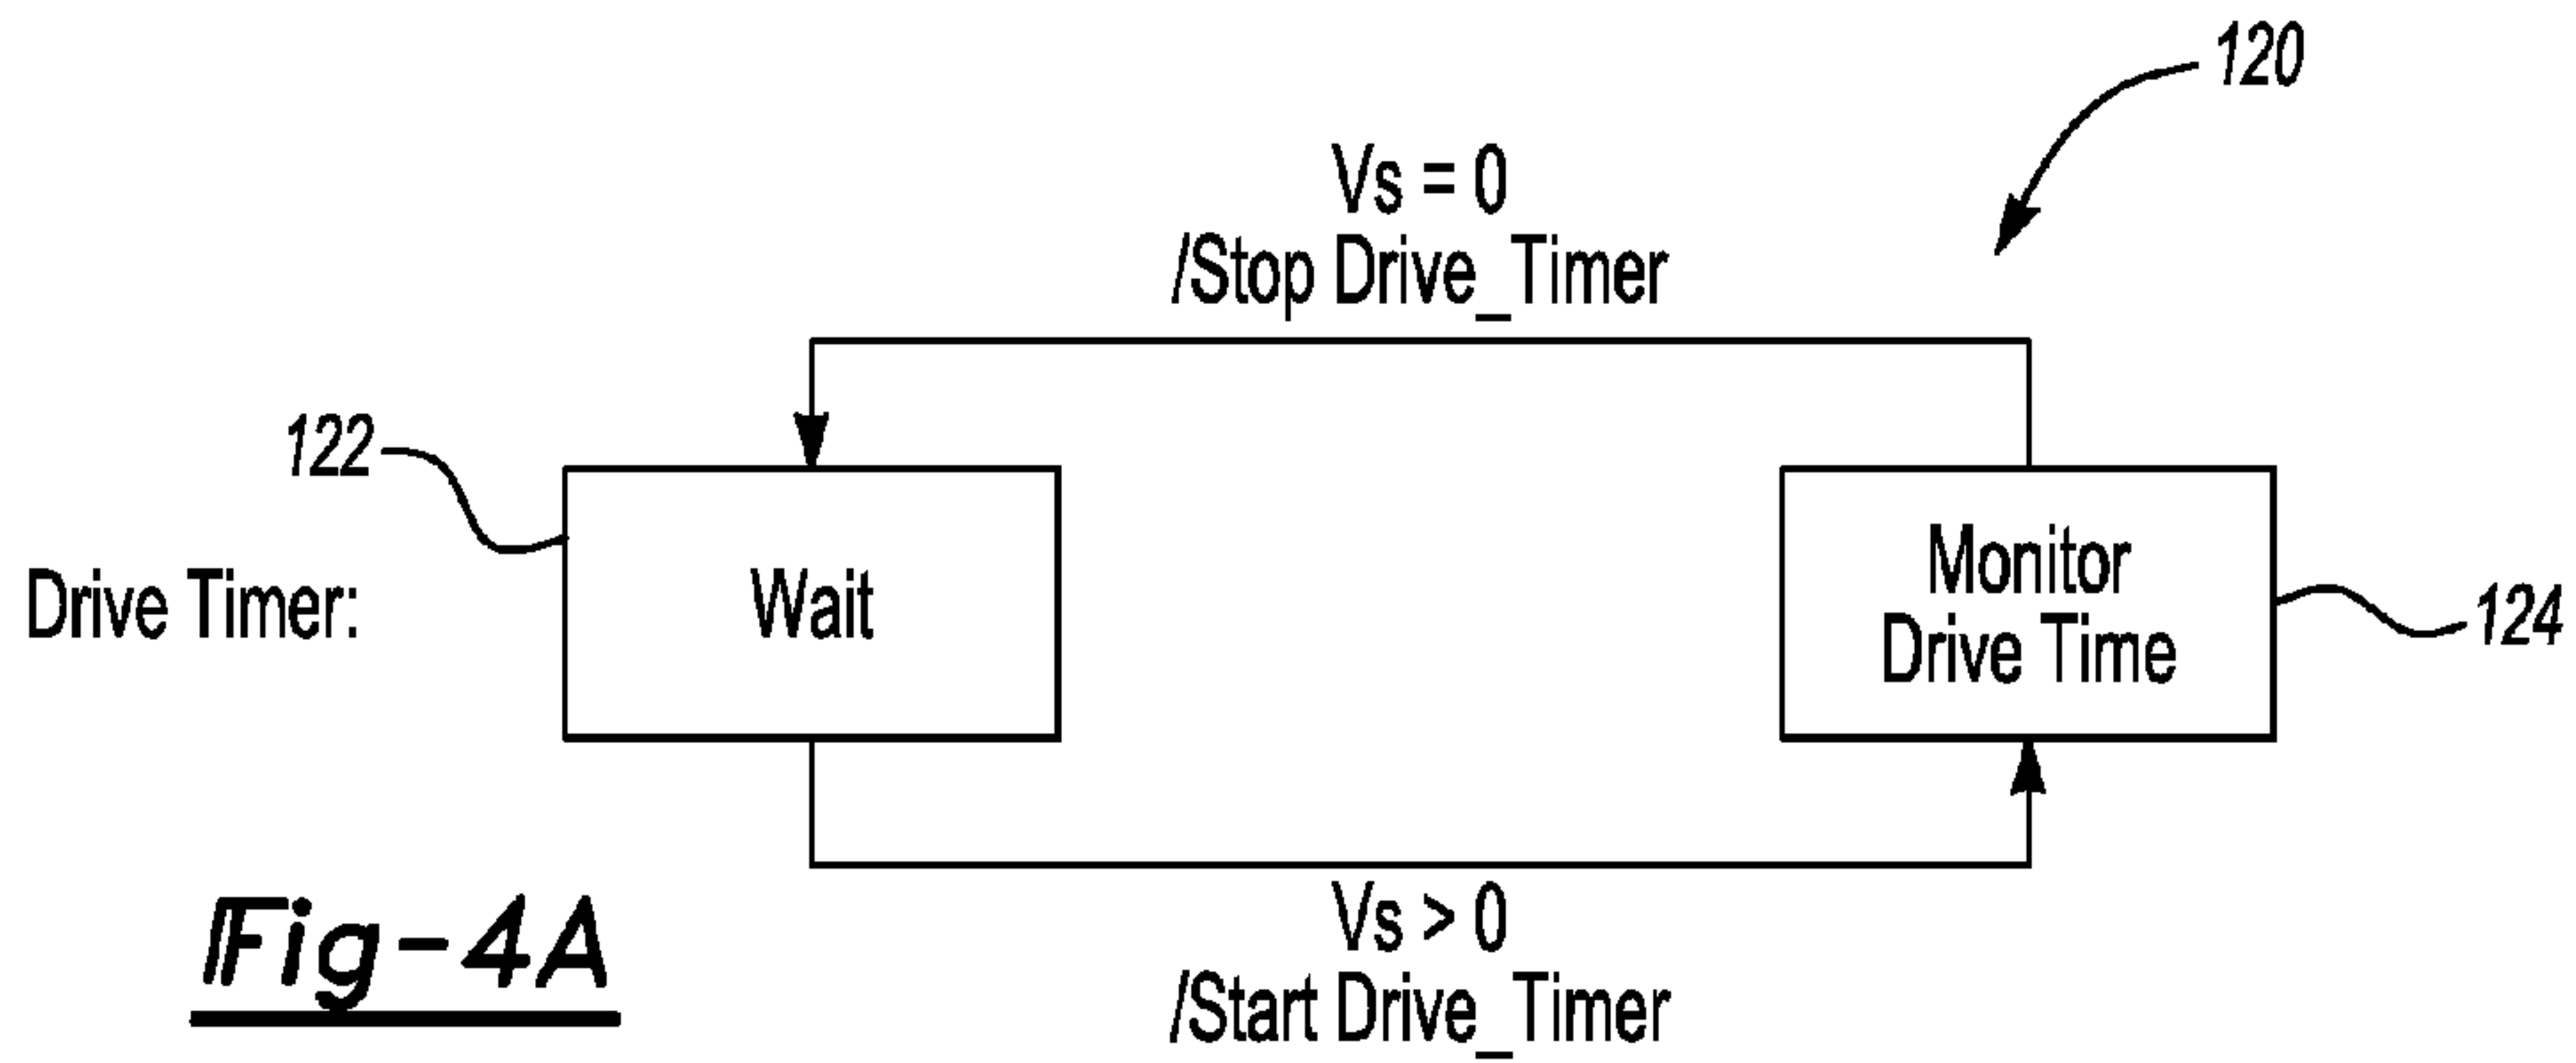 120
Vs = 0
/Stop Drive_Timer
122
Drive Timer:
Wait
Monitor
Drive Time
124
Vs > 0
/Start Drive_Timer
Fig-4A